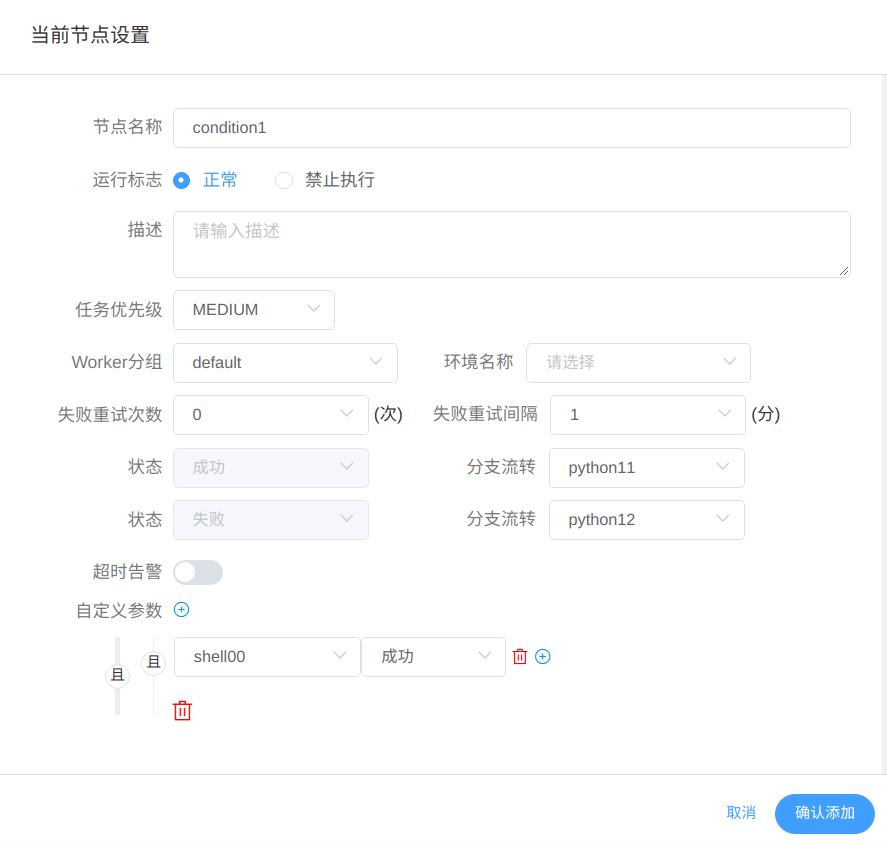 当前节点设置
节点名称 condition1
运行标志 正常 禁止执行
描述 请输入描述
任务优先级 MEDIUM
Worker分组 default 环境名称 请选择
失败重试次数 0 (次) 失败重试间隔 1 (分)
状态 成功 分支流转 python11
状态 失败 分支流转 python12
超时告警
自定义参数
且 且 shell00 成功
取消 确认添加